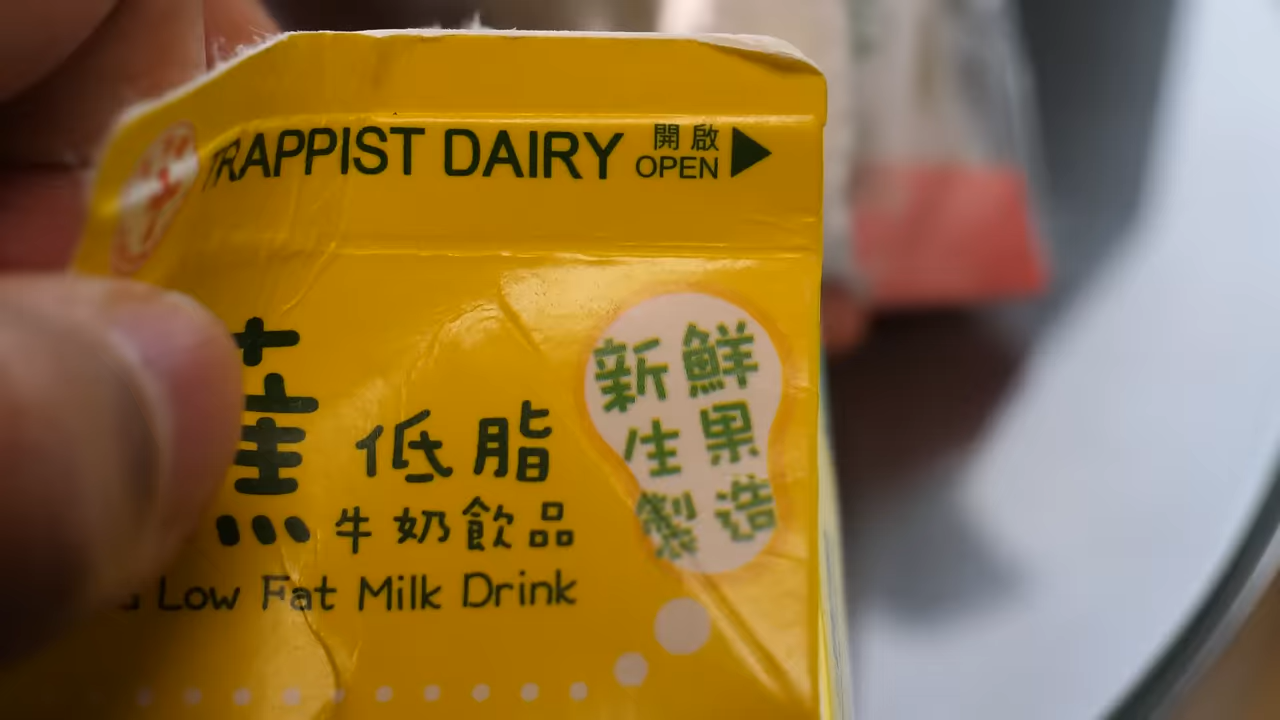 TRAPPIST DAIRY
開啟
OPEN
新鮮
生果
製造
蕉 低脂
牛奶飲品
Low Fat Milk Drink